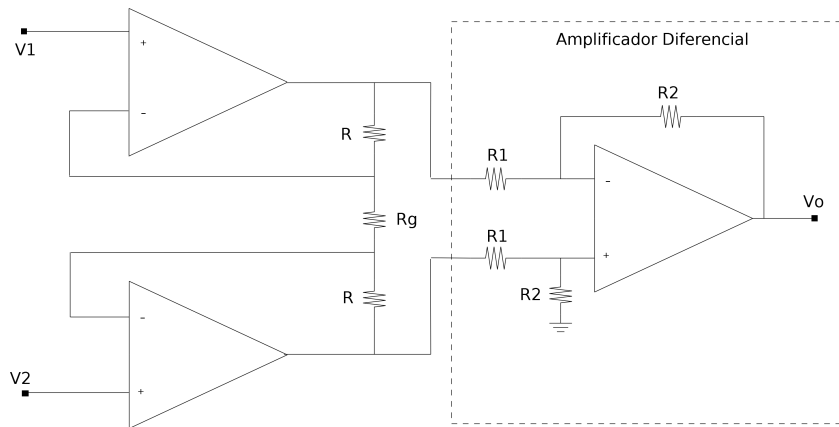 Amplificador Diferencial
V1
+
-
R
R2
R1
-
Rg
Vo
R1
+
R2
R
-
V2
+